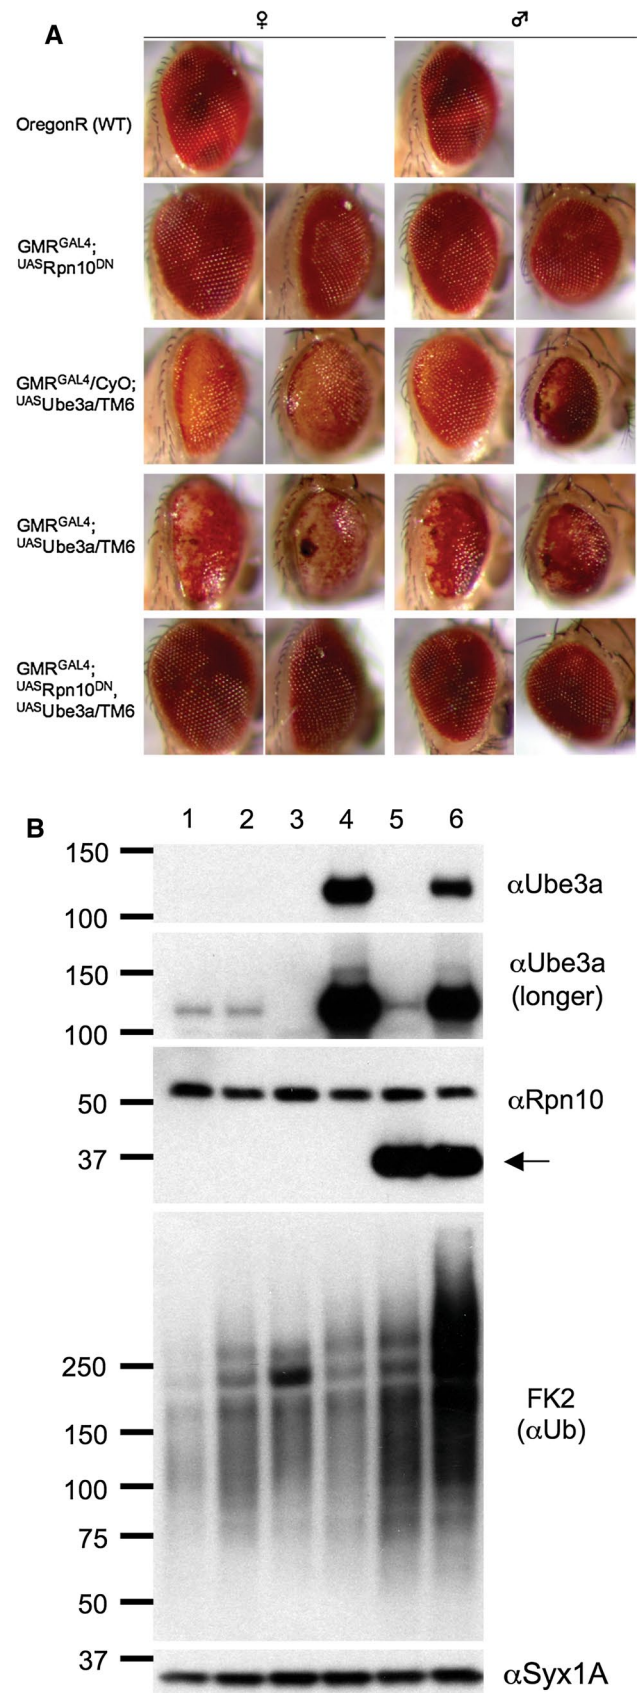 A
♀ ♂
OregonR (WT)
GMRGAL4;
UASRpn10DN
GMRGAL4/CyO;
UASUbe3a/TM6
GMRGAL4;
UASUbe3a/TM6
GMRGAL4;
UASRpn10DN,
UASUbe3a/TM6
B
1 2 3 4 5 6
150
αUbe3a
100
αUbe3a
(longer)
150
100
αRpn10
50
37
250
FK2
(αUb)
150
100
75
50
37
αSyx1A